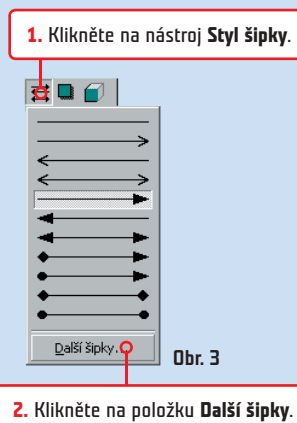 1. Klikněte na nástroj Styl šipky.
Další šipky...
Obr. 3
2. Klikněte na položku Další šipky.